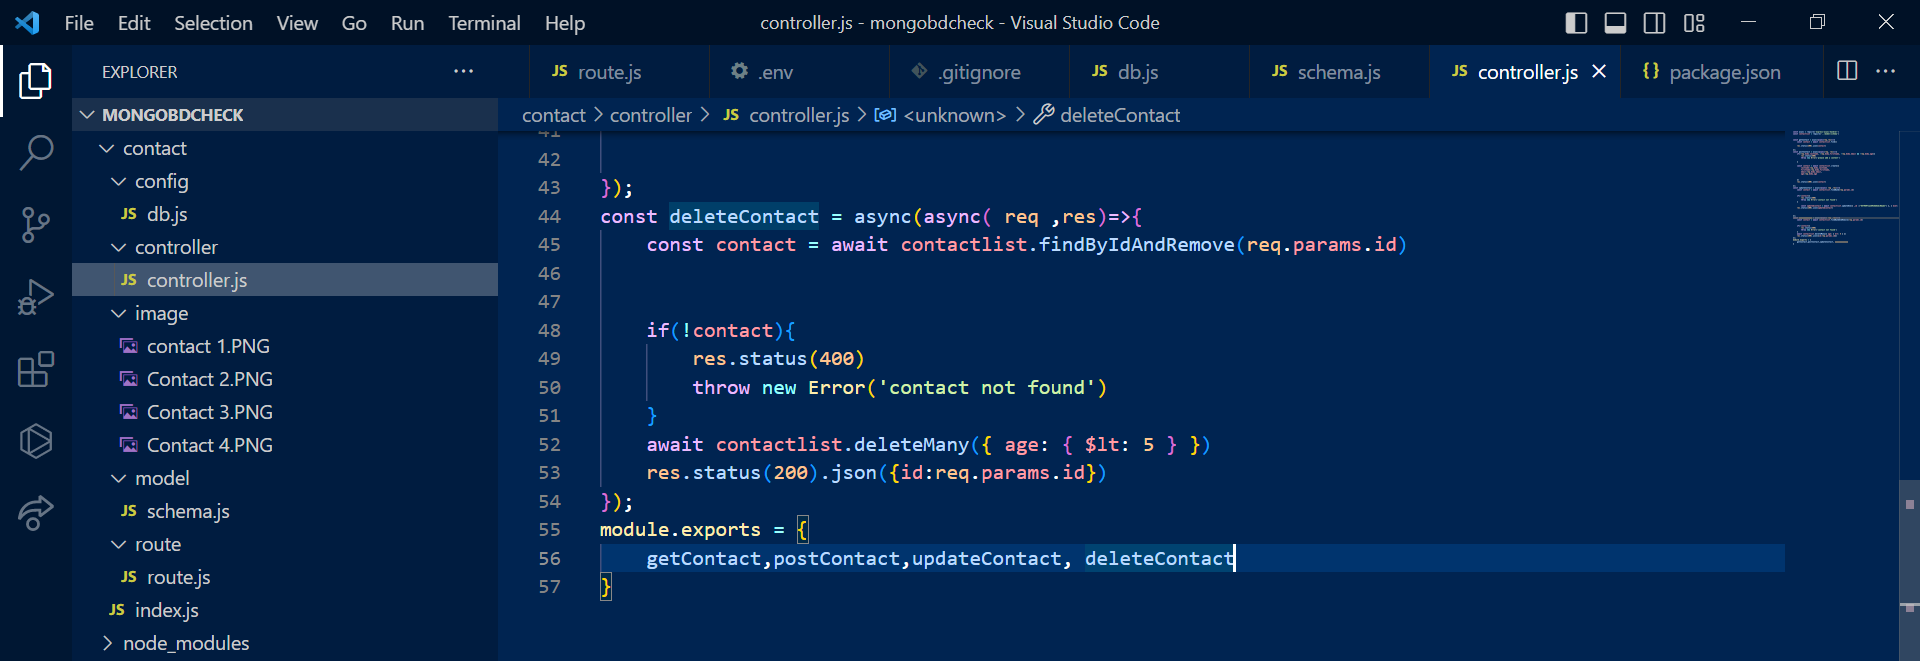 File Edit Selection View Go Run Terminal Help
controller.js - mongobdcheck - Visual Studio Code
EXPLORER ···
MONGOBDCHECK
contact
config
JS db.js
controller
JS controller.js
image
contact 1.PNG
Contact 2.PNG
Contact 3.PNG
Contact 4.PNG
model
JS schema.js
route
JS route.js
JS index.js
node_modules
JS route.js .env .gitignore JS db.js JS schema.js JS controller.js {} package.json ···
contact > controller > JS controller.js > <unknown> > deleteContact
41
42
43 });
44 const deleteContact = async(async( req ,res)=>{
45 const contact = await contactlist.findByIdAndRemove(req.params.id)
46
47
48 if(!contact){
49 res.status(400)
50 throw new Error('contact not found')
51 }
52 await contactlist.deleteMany({ age: { $lt: 5 } })
53 res.status(200).json({id:req.params.id})
54 });
55 module.exports = {
56 getContact,postContact,updateContact, deleteContact
57 }